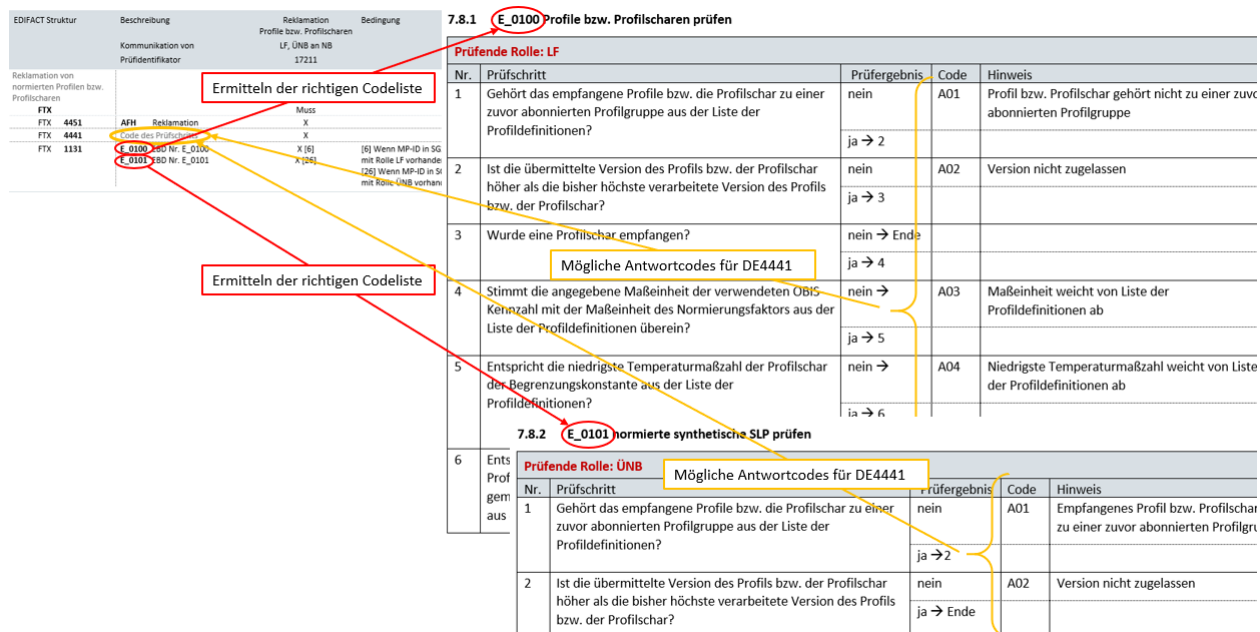 EDIFACT Struktur Beschreibung Reklamation Bedingung
Profile bzw. Profilscharen
Kommunikation von LF, ÜNB an NB
Prüfidentifikator 17211
Reklamation von
normierten Profilen bzw.
Profilscharen
FTX Muss
FTX 4451 AFH Reklamation X
FTX 4441 Code des Prüfschritts X
FTX 1131 E_0100 EBD Nr. E_0100 X [6] [6] Wenn MP-ID in SG
E_0101 EBD Nr. E_0101 X [26] mit Rolle LF
[26] Wenn MP-ID in
mit Rolle ÜNB
Ermitteln der richtigen Codeliste
Ermitteln der richtigen Codeliste
7.8.1 E_0100 Profile bzw. Profilscharen prüfen
Prüfende Rolle: LF
Nr. Prüfschritt Prüfergebnis Code Hinweis
1 Gehört das empfangene Profile bzw. die Profilschar zu einer nein A01 Profil bzw. Profilschar gehört nicht zu einer
zuvor abonnierten Profilgruppe aus der Liste der abonnierten Profilgruppe
Profildefinitionen?
ja → 2
2 Ist die übermittelte Version des Profils bzw. der Profilschar nein A02 Version nicht zugelassen
höher als die bisher höchste verarbeitete Version des Profils ja → 3
bzw. der Profilschar?
3 Wurde eine Profilschar empfangen? nein → Ende
ja → 4
Mögliche Antwortcodes für DE4441
4 Stimmt die angegebene Maßeinheit der verwendeten OBIS nein → A03 Maßeinheit weicht von Liste der
Kennzahl mit der Maßeinheit des Normierungsfaktors aus der Profildefinitionen ab
Liste der Profildefinitionen überein?
ja → 5
5 Entspricht die niedrigste Temperaturmaßzahl der Profilschar nein → A04 Niedrigste Temperaturmaßzahl weicht von Liste
der Begrenzungskonstante aus der Liste der der Profildefinitionen ab
Profildefinitionen?
ja → 6
6 Ents
Prof
gem
aus
7.8.2 E_0101 normierte synthetische SLP prüfen
Prüfende Rolle: ÜNB
Mögliche Antwortcodes für DE4441
Nr. Prüfschritt Prüfergebnis Code Hinweis
1 Gehört das empfangene Profile bzw. die Profilschar zu einer nein A01 Empfangenes Profil bzw. Profilschar
zuvor abonnierten Profilgruppe aus der Liste der zu einer zuvor abonnierten
Profildefinitionen?
ja →2
2 Ist die übermittelte Version des Profils bzw. der Profilschar nein A02 Version nicht zugelassen
höher als die bisher höchste verarbeitete Version des Profils ja → Ende
bzw. der Profilschar?